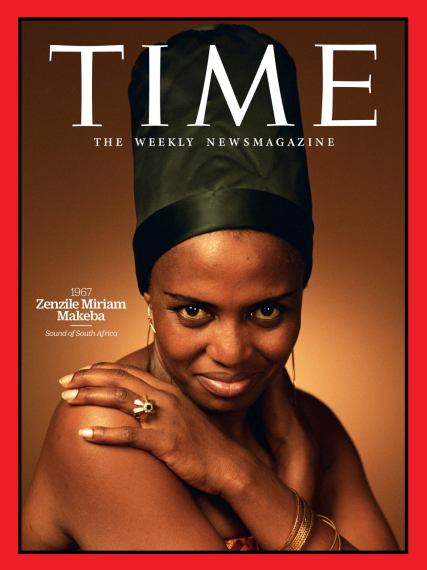 TIME
THE WEEKLY NEWSMAGAZINE
1967
Zenzile Miriam
Makeba
Sound of South Africa